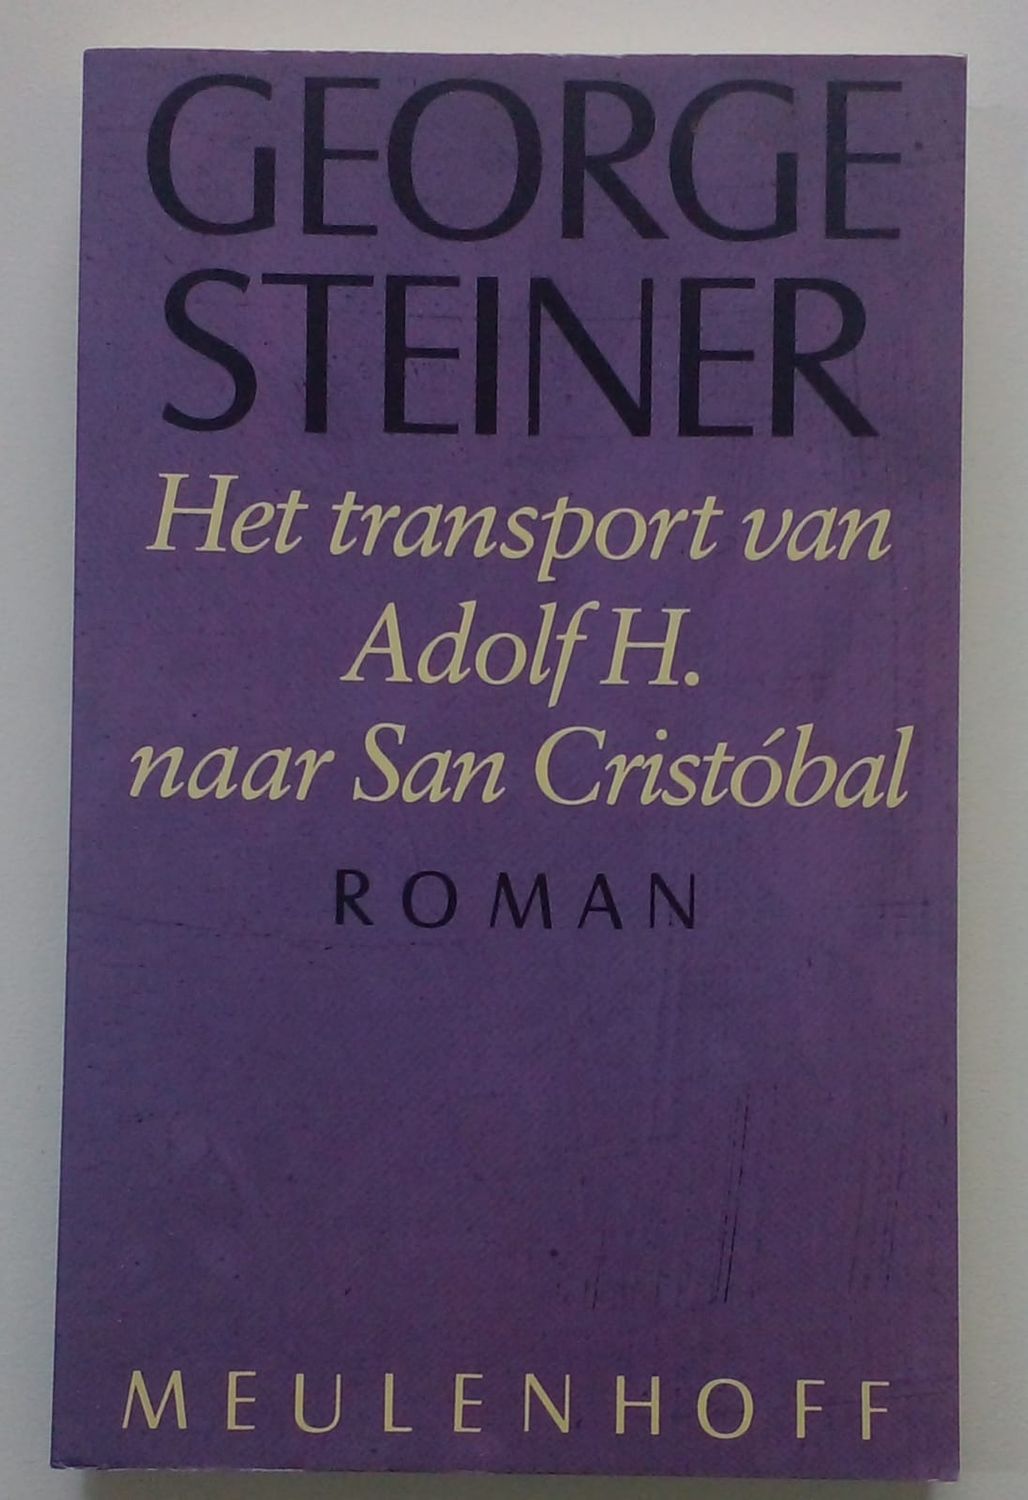 GEORGE
STEINER
Het transport van
Adolf H.
naar San Cristóbal
ROMAN
MEULENHOFF